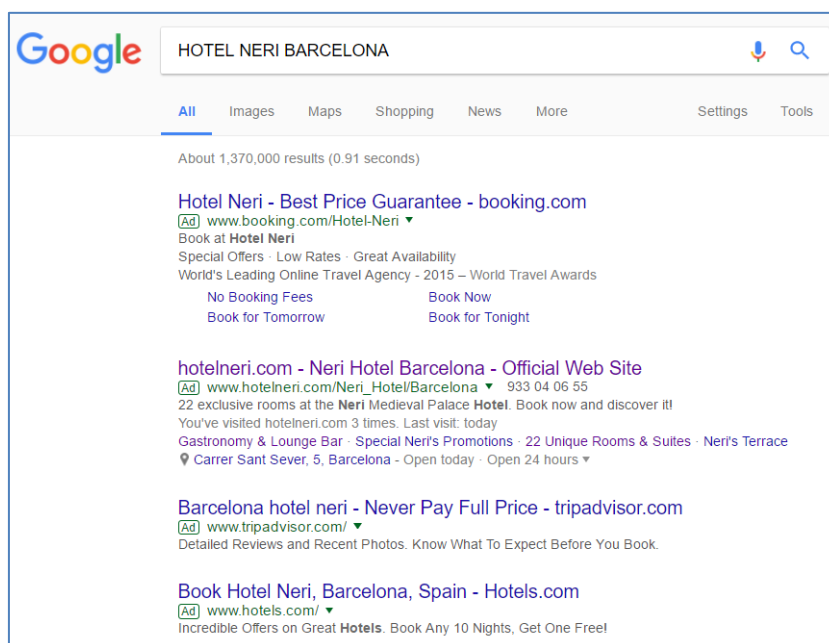 Google
HOTEL NERI BARCELONA
All Images Maps Shopping News More Settings Tools
About 1,370,000 results (0.91 seconds)
Hotel Neri - Best Price Guarantee - booking.com
Ad www.booking.com/Hotel-Neri ▼
Book at Hotel Neri
Special Offers · Low Rates · Great Availability
World's Leading Online Travel Agency - 2015 – World Travel Awards
No Booking Fees Book Now
Book for Tomorrow Book for Tonight
hotelneri.com - Neri Hotel Barcelona - Official Web Site
Ad www.hotelneri.com/Neri_Hotel/Barcelona ▼ 933 04 06 55
22 exclusive rooms at the Neri Medieval Palace Hotel. Book now and discover it!
You've visited hotelneri.com 3 times. Last visit: today
Gastronomy & Lounge Bar · Special Neri's Promotions · 22 Unique Rooms & Suites · Neri's Terrace
Carrer Sant Sever, 5, Barcelona - Open today · Open 24 hours ▾
Barcelona hotel neri - Never Pay Full Price - tripadvisor.com
Ad www.tripadvisor.com/ ▼
Detailed Reviews and Recent Photos. Know What To Expect Before You Book.
Book Hotel Neri, Barcelona, Spain - Hotels.com
Ad www.hotels.com/ ▼
Incredible Offers on Great Hotels. Book Any 10 Nights, Get One Free!